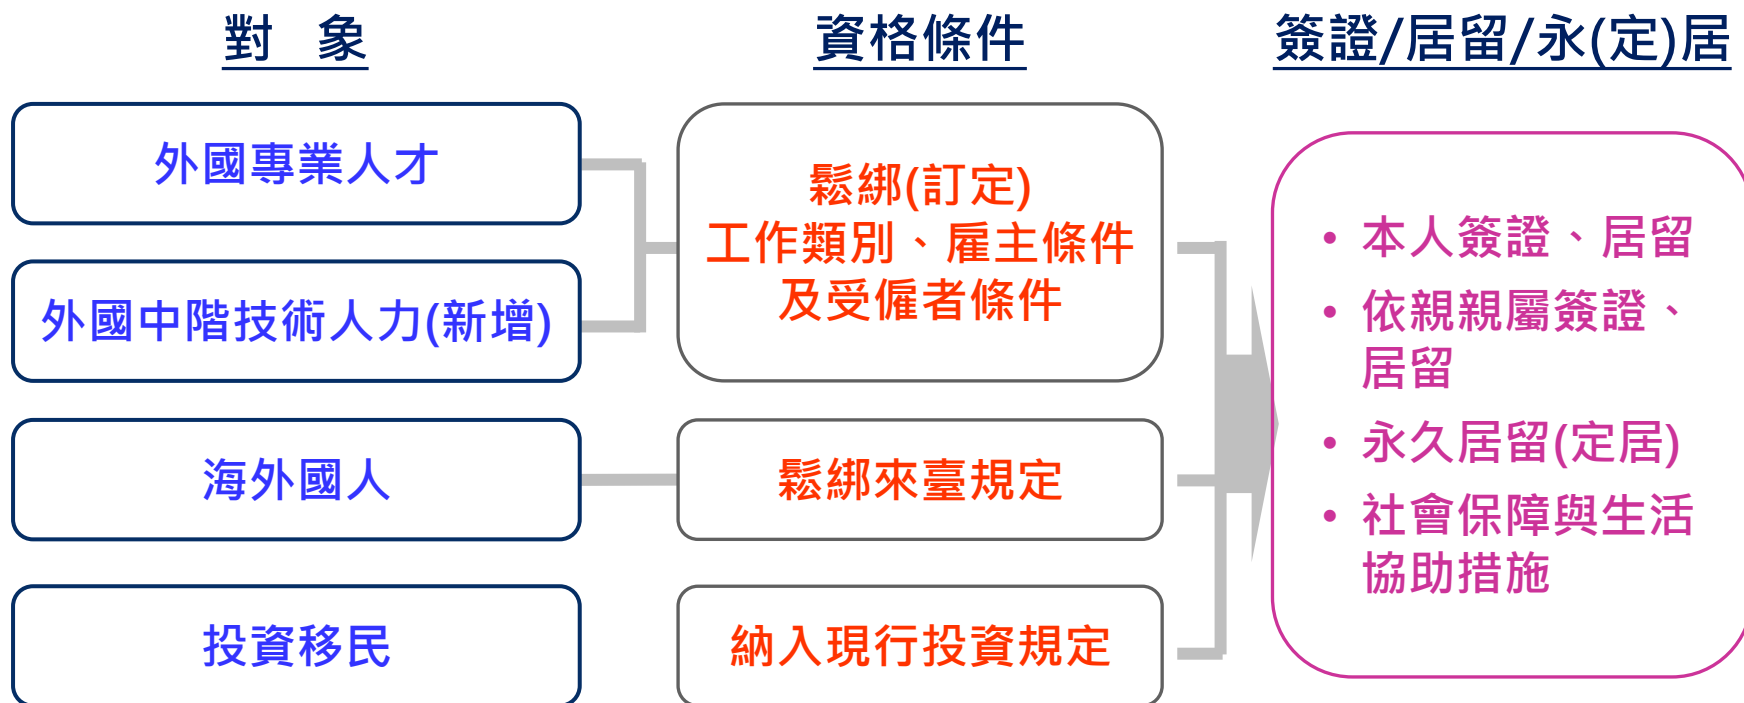 對 象
資格條件
簽證/居留/永(定)居
外國專業人才
外國中階技術人力(新增)
海外國人
投資移民
鬆綁(訂定)
工作類別、雇主條件
及受僱者條件
鬆綁來臺規定
納入現行投資規定
• 本人簽證、居留
• 依親親屬簽證、
居留
• 永久居留(定居)
• 社會保障與生活
協助措施